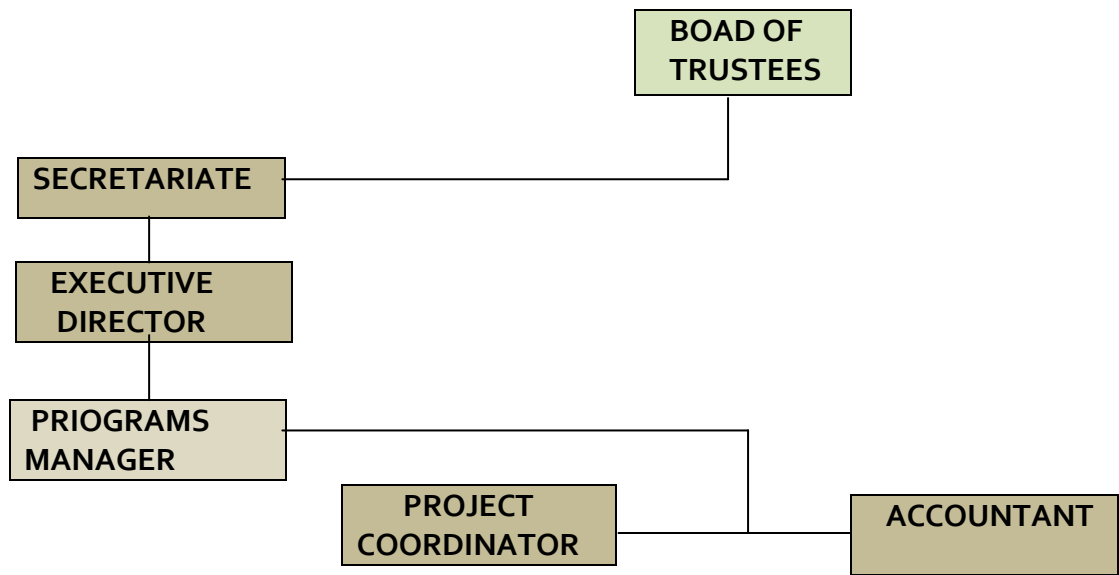 BOAD OF
TRUSTEES
SECRETARIATE
EXECUTIVE
DIRECTOR
PRIOGRAMS
MANAGER
PROJECT
COORDINATOR
ACCOUNTANT